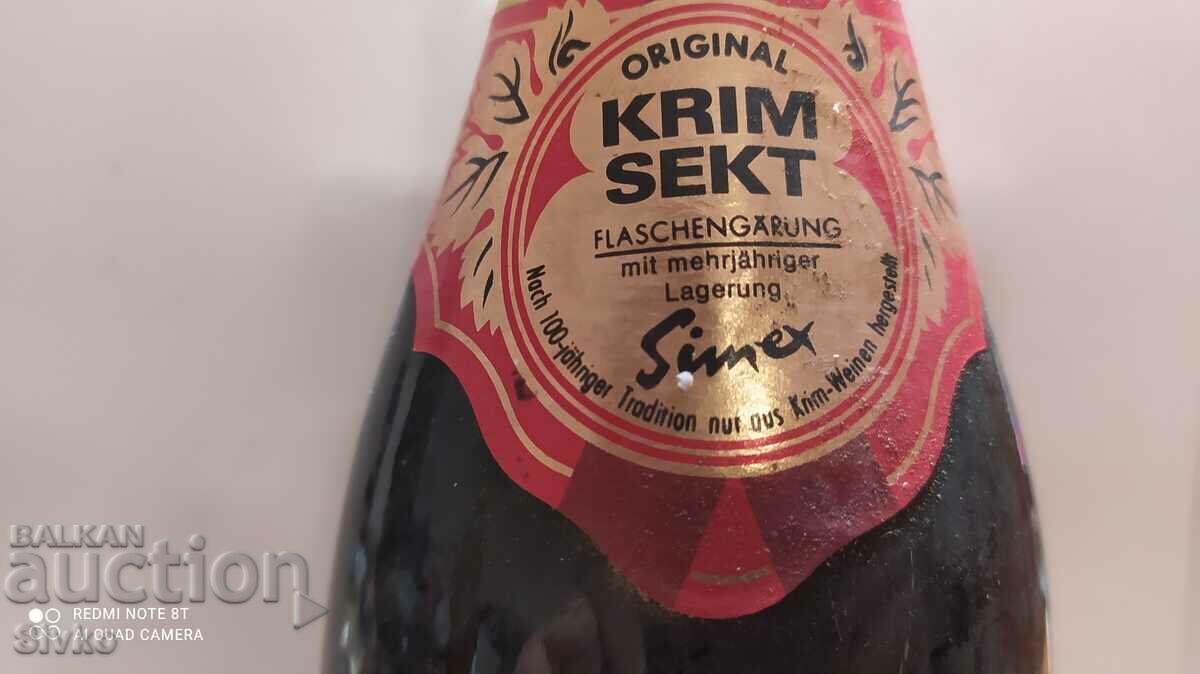 ORIGINAL
KRIM
SEKT
FLASCHENGÄRUNG
mit mehrjähriger
Lagerung
Simex
Nach 100-jähriger Tradition nur aus Krim-Weinen hergestellt
BALKAN
auction
REDMI NOTE 8T
AI QUAD CAMERA
Sivko